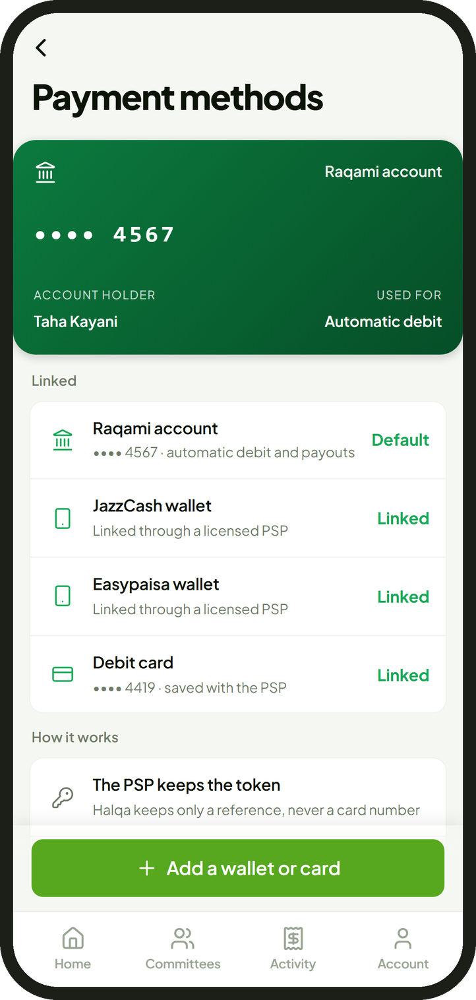 Payment methods
Raqami account
•••• 4567
ACCOUNT HOLDER
USED FOR
Taha Kayani
Automatic debit
Linked
Raqami account
•••• 4567 · automatic debit and payouts
Default
JazzCash wallet
Linked through a licensed PSP
Linked
Easypaisa wallet
Linked through a licensed PSP
Linked
Debit card
•••• 4419 · saved with the PSP
Linked
How it works
The PSP keeps the token
Halqa keeps only a reference, never a card number
+ Add a wallet or card
Home
Committees
Activity
Account